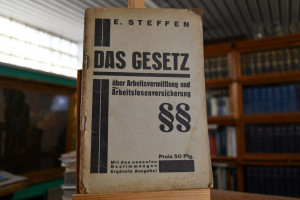 E. STEFFEN
DAS GESETZ
über Arbeitsvermittlung und
Arbeitslosenversicherung
§§
Mit den neuesten
Bestimmungen
Ergänzte Ausgabe!
Preis 50 Pfg.